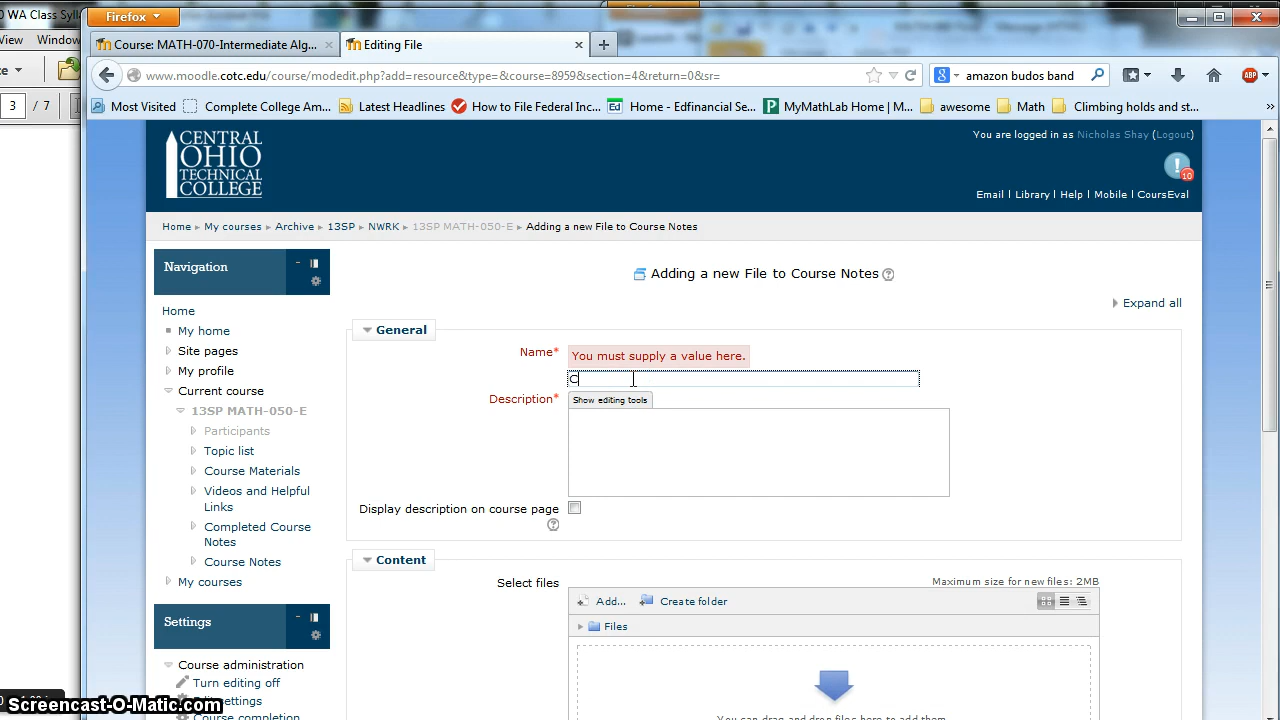 0 WA Class Sylla
Firefox
View Window
Course: MATH-070-Intermediate Alg...
Editing File
www.moodle.cotc.edu/course/modedit.php?add=resource&type=&course=8959&section=4&return=0&sr=
amazon budos band
ABP
3 / 7
Most Visited
Complete College Am...
Latest Headlines
How to File Federal Inc...
Ed Home - Edfinancial Se...
P MyMathLab Home | M...
awesome
Math
Climbing holds and st...
»
CENTRAL
OHIO
TECHNICAL
COLLEGE
You are logged in as Nicholas Shay (Logout)
10
Email | Library | Help | Mobile | CoursEval
Home ▸ My courses ▸ Archive ▸ 13SP ▸ NWRK ▸ 13SP MATH-050-E ▸ Adding a new File to Course Notes
Navigation
Home
My home
Site pages
My profile
Current course
13SP MATH-050-E
Participants
Topic list
Course Materials
Videos and Helpful
Links
Completed Course
Notes
Course Notes
My courses
Settings
Course administration
Turn editing off
Edit settings
Course completion
Adding a new File to Course Notes
Expand all
General
Name*
You must supply a value here.
C
Description*
Show editing tools
Display description on course page
Content
Select files
Maximum size for new files: 2MB
Add...
Create folder
Files
You can drag and drop files here to add them.
Screencast-O-Matic.com